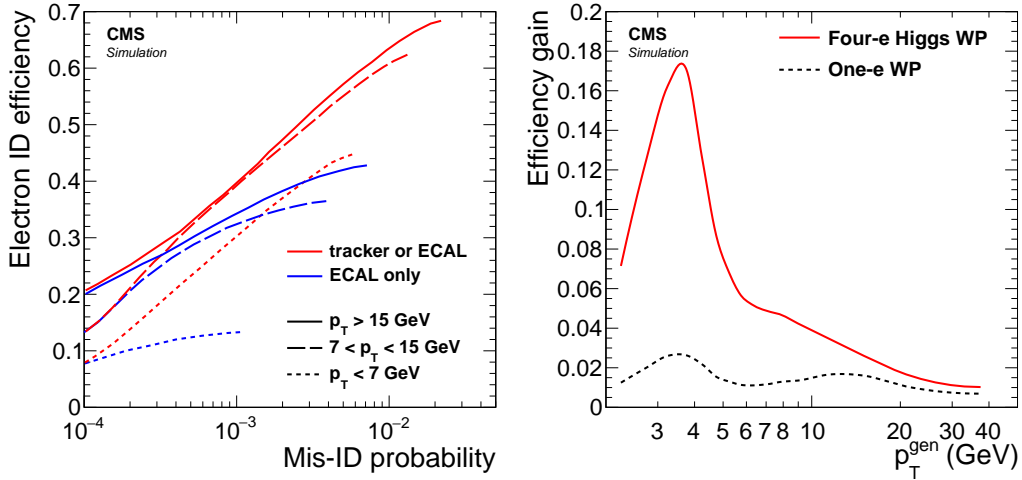 CMS
Simulation
Electron ID efficiency
0.7
0.6
0.5
0.4
0.3
0.2
0.1
0
tracker or ECAL
ECAL only
p_T > 15 GeV
7 < p_T < 15 GeV
p_T < 7 GeV
10^−4
10^−3
10^−2
Mis-ID probability
CMS
Simulation
Efficiency gain
0.2
0.18
0.16
0.14
0.12
0.1
0.08
0.06
0.04
0.02
0
Four-e Higgs WP
One-e WP
3 4 5 6 7 8 10 20 30 40
p_T^gen (GeV)